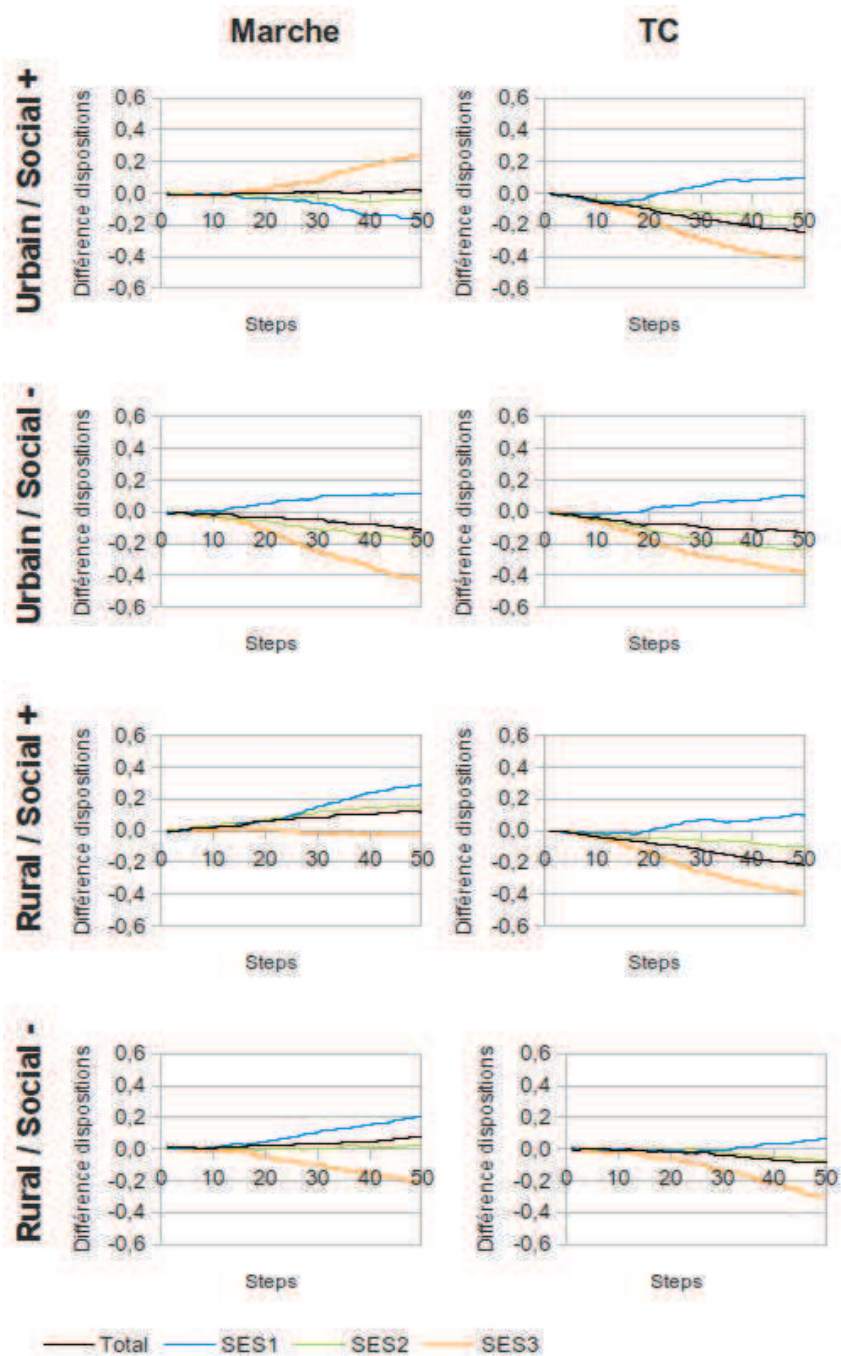 Marche TC
Urbain / Social +
Différence dispositions
0,6
0,4
0,2
0,0
-0,2
-0,4
-0,6
0 10 20 30 40 50
Steps
Différence dispositions
0,6
0,4
0,2
0,0
-0,2
-0,4
-0,6
0 10 20 30 40 50
Steps
Urbain / Social -
Différence dispositions
0,6
0,4
0,2
0,0
-0,2
-0,4
-0,6
0 10 20 30 40 50
Steps
Différence dispositions
0,6
0,4
0,2
0,0
-0,2
-0,4
-0,6
0 10 20 30 40 50
Steps
Rural / Social +
Différence dispositions
0,6
0,4
0,2
0,0
-0,2
-0,4
-0,6
0 10 20 30 40 50
Steps
Différence dispositions
0,6
0,4
0,2
0,0
-0,2
-0,4
-0,6
0 10 20 30 40 50
Steps
Rural / Social -
Différence dispositions
0,6
0,4
0,2
0,0
-0,2
-0,4
-0,6
0 10 20 30 40 50
Steps
Différence dispositions
0,6
0,4
0,2
0,0
-0,2
-0,4
-0,6
0 10 20 30 40 50
Steps
Total SES1 SES2 SES3